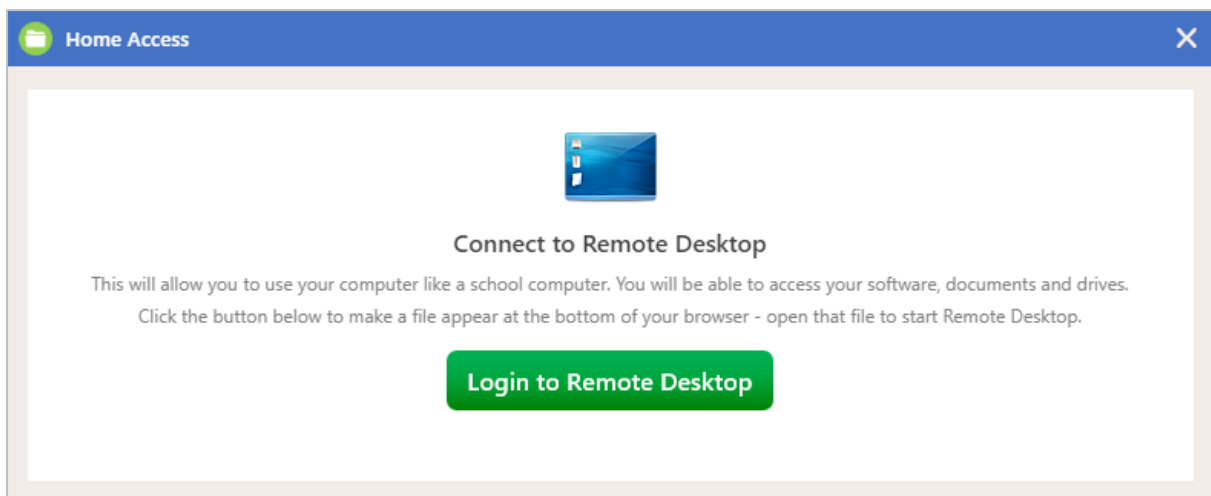 Home Access
Connect to Remote Desktop
This will allow you to use your computer like a school computer. You will be able to access your software, documents and drives.
Click the button below to make a file appear at the bottom of your browser - open that file to start Remote Desktop.
Login to Remote Desktop